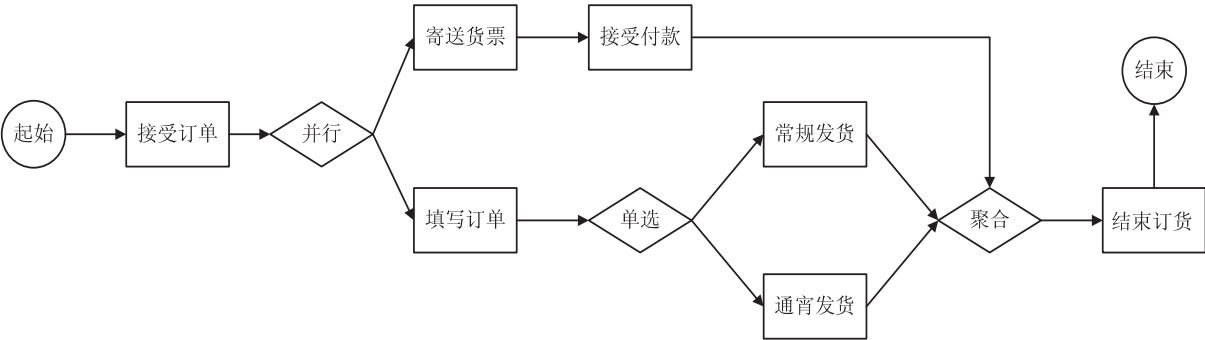 起始
接受订单
并行
寄送货票
接受付款
填写订单
单选
常规发货
通宵发货
聚合
结束订货
结束